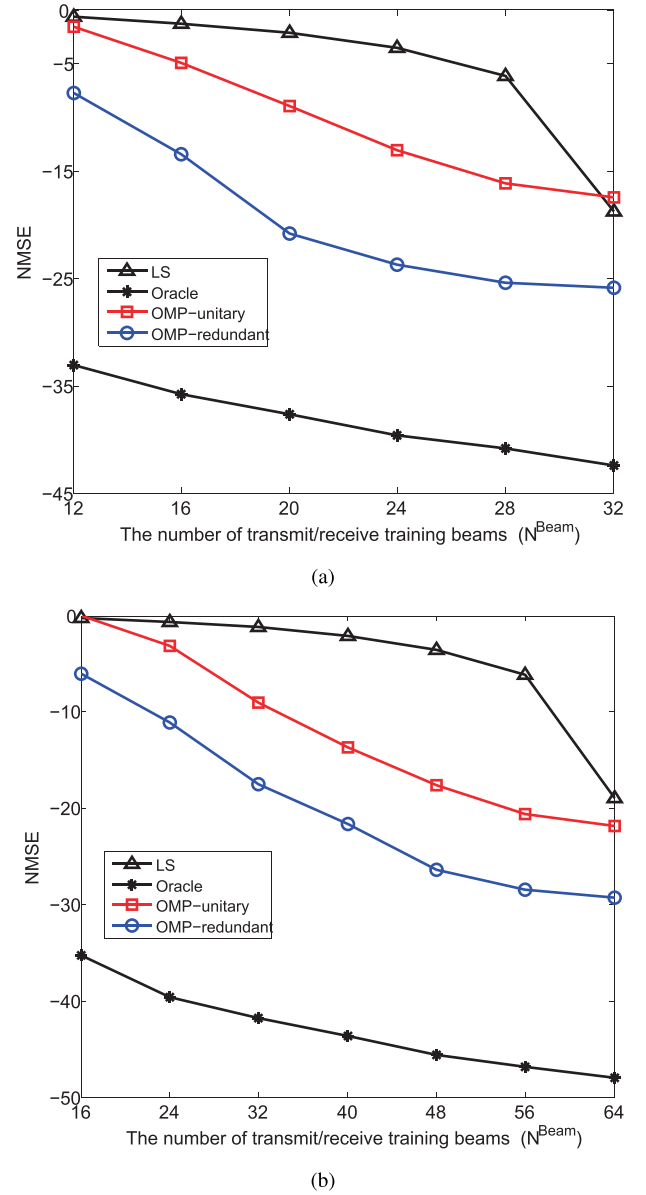 0
−5
−15
−25
−35
−45
NMSE
LS
Oracle
OMP−unitary
OMP−redundant
12 16 20 24 28 32
The number of transmit/receive training beams (N^Beam)
(a)
0
−10
−20
−30
−40
−50
NMSE
LS
Oracle
OMP−unitary
OMP−redundant
16 24 32 40 48 56 64
The number of transmit/receive training beams (N^Beam)
(b)